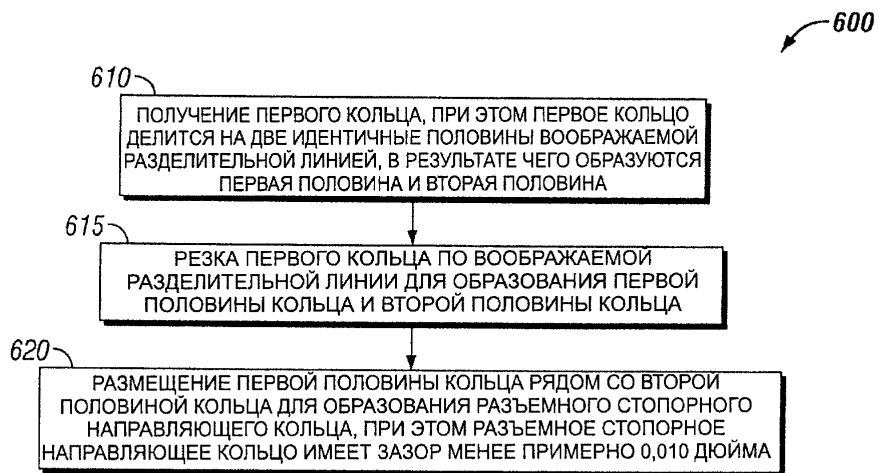 600
610
ПОЛУЧЕНИЕ ПЕРВОГО КОЛЬЦА, ПРИ ЭТОМ ПЕРВОЕ КОЛЬЦО
ДЕЛИТСЯ НА ДВЕ ИДЕНТИЧНЫЕ ПОЛОВИНЫ ВООБРАЖАЕМОЙ
РАЗДЕЛИТЕЛЬНОЙ ЛИНИЕЙ, В РЕЗУЛЬТАТЕ ЧЕГО ОБРАЗУЮТСЯ
ПЕРВАЯ ПОЛОВИНА И ВТОРАЯ ПОЛОВИНА
615
РЕЗКА ПЕРВОГО КОЛЬЦА ПО ВООБРАЖАЕМОЙ
РАЗДЕЛИТЕЛЬНОЙ ЛИНИИ ДЛЯ ОБРАЗОВАНИЯ ПЕРВОЙ
ПОЛОВИНЫ КОЛЬЦА И ВТОРОЙ ПОЛОВИНЫ КОЛЬЦА
620
РАЗМЕЩЕНИЕ ПЕРВОЙ ПОЛОВИНЫ КОЛЬЦА РЯДОМ СО ВТОРОЙ
ПОЛОВИНОЙ КОЛЬЦА ДЛЯ ОБРАЗОВАНИЯ РАЗЪЕМНОГО СТОПОРНОГО
НАПРАВЛЯЮЩЕГО КОЛЬЦА, ПРИ ЭТОМ РАЗЪЕМНОЕ СТОПОРНОЕ
НАПРАВЛЯЮЩЕЕ КОЛЬЦО ИМЕЕТ ЗАЗОР МЕНЕЕ ПРИМЕРНО 0,010 ДЮЙМА